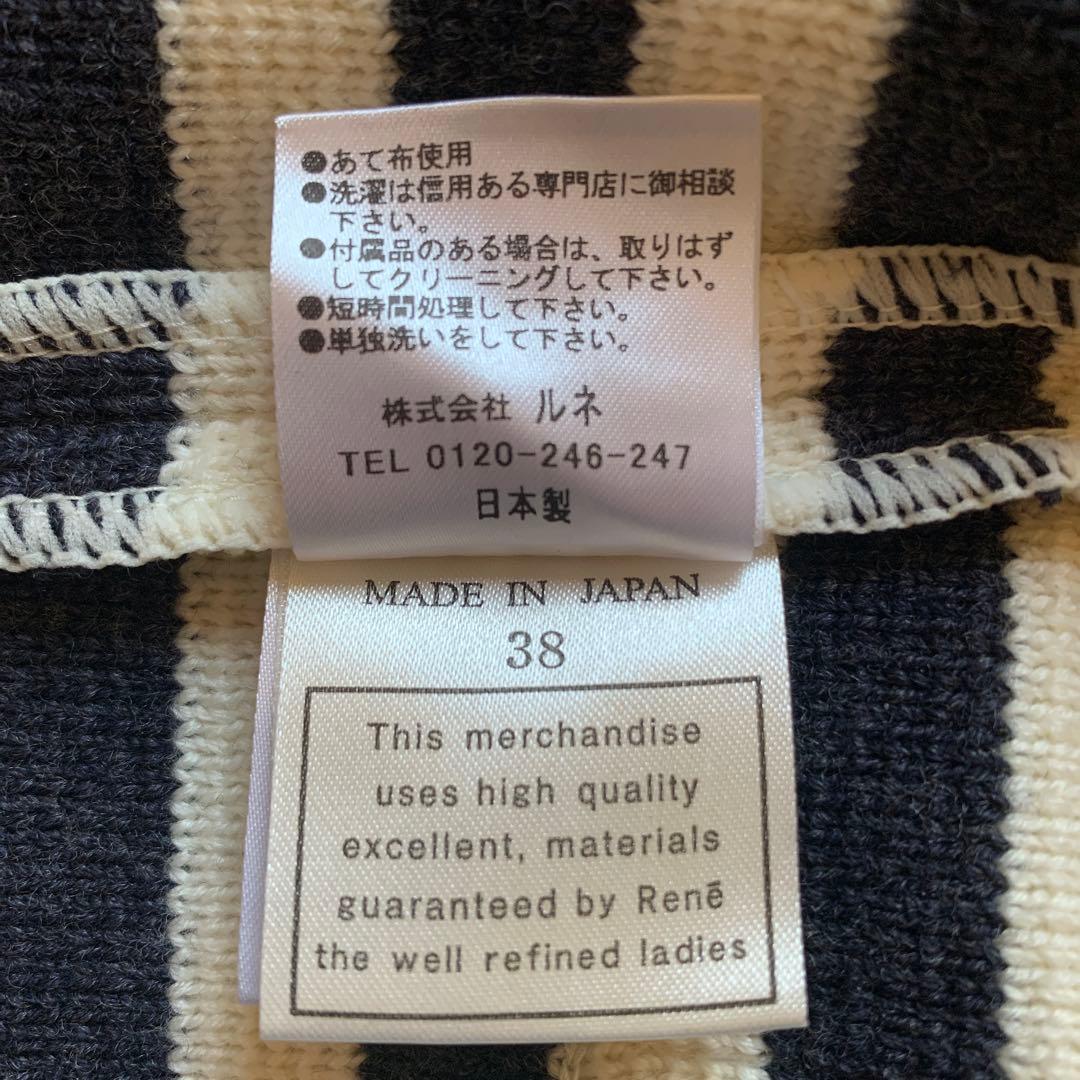 ●あて布使用
●洗濯は信用ある専門店に御相談
下さい。
●付属品のある場合は、取りはず
してクリーニングして下さい。
●短時間処理して下さい。
●単独洗いをして下さい。
株式会社 ルネ
TEL 0120-246-247
日本製
MADE IN JAPAN
38
This merchandise
uses high quality
excellent, materials
guaranteed by Renē
the well refined ladies